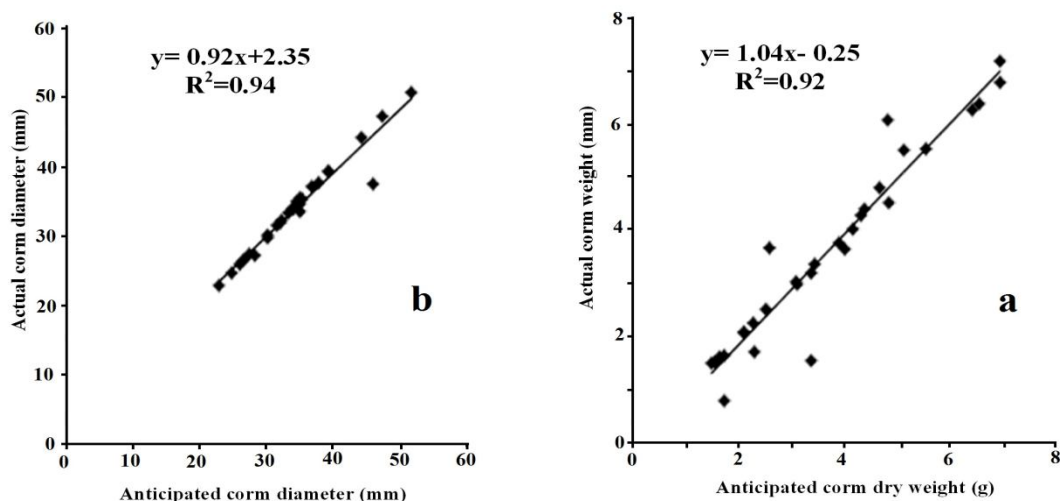 60
50
40
30
20
10
0
y= 0.92x+2.35
R²=0.94
b
Actual corm diameter (mm)
0 10 20 30 40 50 60
Anticipated corm diameter (mm)
8
6
4
2
0
y= 1.04x- 0.25
R²=0.92
a
Actual corm weight (mm)
0 2 4 6 8
Anticipated corm dry weight (g)